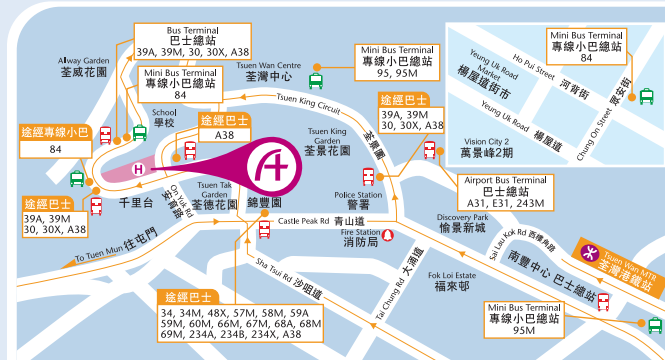 Bus Terminal
巴士總站
39A, 39M, 30, 30X, A38
Allway Garden
荃威花園
Mini Bus Terminal
專線小巴總站
84
Tsuen Wan Centre
荃灣中心
Mini Bus Terminal
專線小巴總站
95, 95M
Yeung Uk Road
Market
楊屋道街市
Ho Pui Street
河背街
Mini Bus Terminal
專線小巴總站
84
Yeung Uk Road
楊屋道
Chung On Street
眾安街
Vision City 2
萬景峰2期
School
學校
Tsuen King Circuit
荃景圍
途經專線小巴
84
途經巴士
A38
Tsuen King
Garden
荃景花園
途經巴士
39A, 39M
30, 30X, A38
H
Airport Bus Terminal
巴士總站
A31, E31, 243M
途經巴士
39A, 39M
30, 30X, A38
千里台
On Yuk Rd
安育路
Tsuen Tak
Garden
荃德花園
錦豐園
Police Station
警署
Castle Peak Rd 青山道
Fire Station
消防局
Discovery Park
愉景新城
Sai Lau Kok Rd 西樓角路
Tsuen Wan MTR
荃灣港鐵站
To Tuen Mun 往屯門
Sha Tsui Rd 沙咀道
Tai Chung Rd 大涌道
Fok Loi Estate
福來邨
南豐中心 巴士總站
途經巴士
34, 34M, 48X, 57M, 58M, 59A
59M, 60M, 66M, 67M, 68A, 68M
69M, 234A, 234B, 234X, A38
Mini Bus Terminal
專線小巴總站
95M